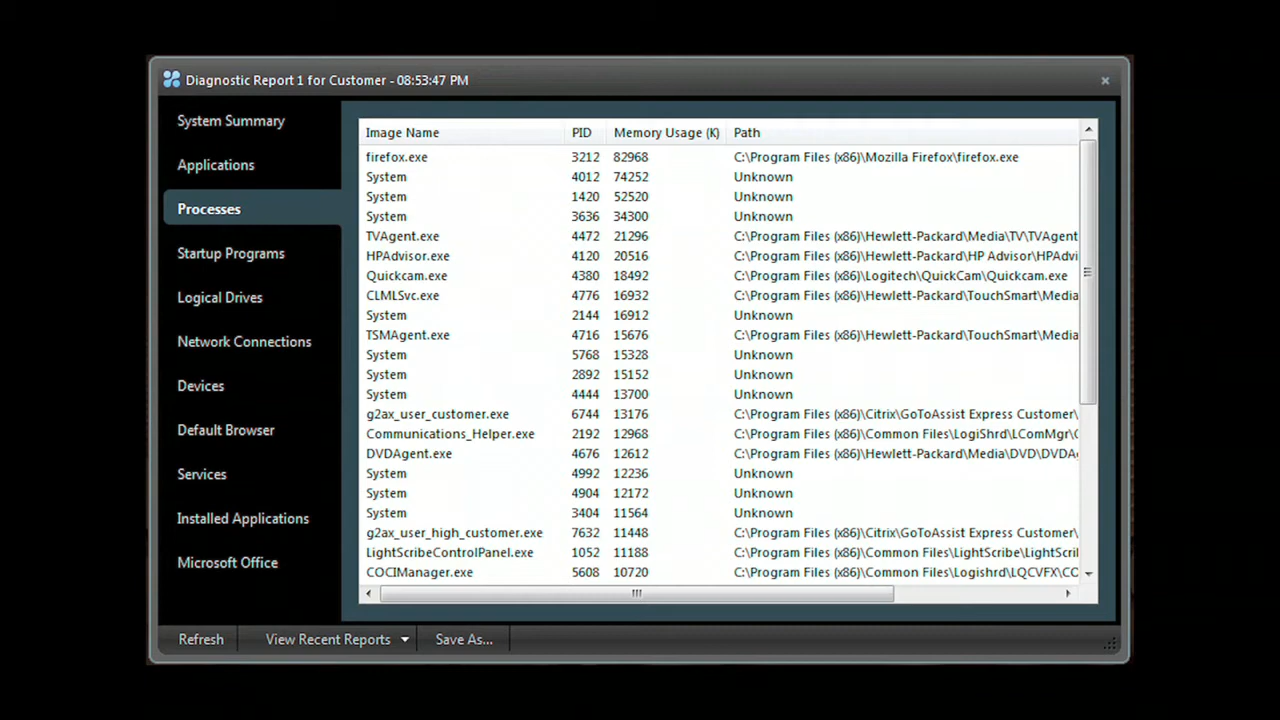 Diagnostic Report 1 for Customer - 08:53:47 PM
System Summary
Applications
Processes
Startup Programs
Logical Drives
Network Connections
Devices
Default Browser
Services
Installed Applications
Microsoft Office
Image Name PID Memory Usage (K) Path
firefox.exe 3212 82968 C:\Program Files (x86)\Mozilla Firefox\firefox.exe
System 4012 74252 Unknown
System 1420 52520 Unknown
System 3636 34300 Unknown
TVAgent.exe 4472 21296 C:\Program Files (x86)\Hewlett-Packard\Media\TV\TVAgent
HPAdvisor.exe 4120 20516 C:\Program Files (x86)\Hewlett-Packard\HP Advisor\HPAdvi
Quickcam.exe 4380 18492 C:\Program Files (x86)\Logitech\QuickCam\Quickcam.exe
CLMLSvc.exe 4776 16932 C:\Program Files (x86)\Hewlett-Packard\TouchSmart\Media
System 2144 16912 Unknown
TSMAgent.exe 4716 15676 C:\Program Files (x86)\Hewlett-Packard\TouchSmart\Media
System 5768 15328 Unknown
System 2892 15152 Unknown
System 4444 13700 Unknown
g2ax_user_customer.exe 6744 13176 C:\Program Files (x86)\Citrix\GoToAssist Express Customer\
Communications_Helper.exe 2192 12968 C:\Program Files (x86)\Common Files\LogiShrd\LComMgr\C
DVDAgent.exe 4676 12612 C:\Program Files (x86)\Hewlett-Packard\Media\DVD\DVDA
System 4992 12236 Unknown
System 4904 12172 Unknown
System 3404 11564 Unknown
g2ax_user_high_customer.exe 7632 11448 C:\Program Files (x86)\Citrix\GoToAssist Express Customer\
LightScribeControlPanel.exe 1052 11188 C:\Program Files (x86)\Common Files\LightScribe\LightScri
COCIManager.exe 5608 10720 C:\Program Files (x86)\Common Files\Logishrd\LQCVFX\CO
Refresh
View Recent Reports
Save As...